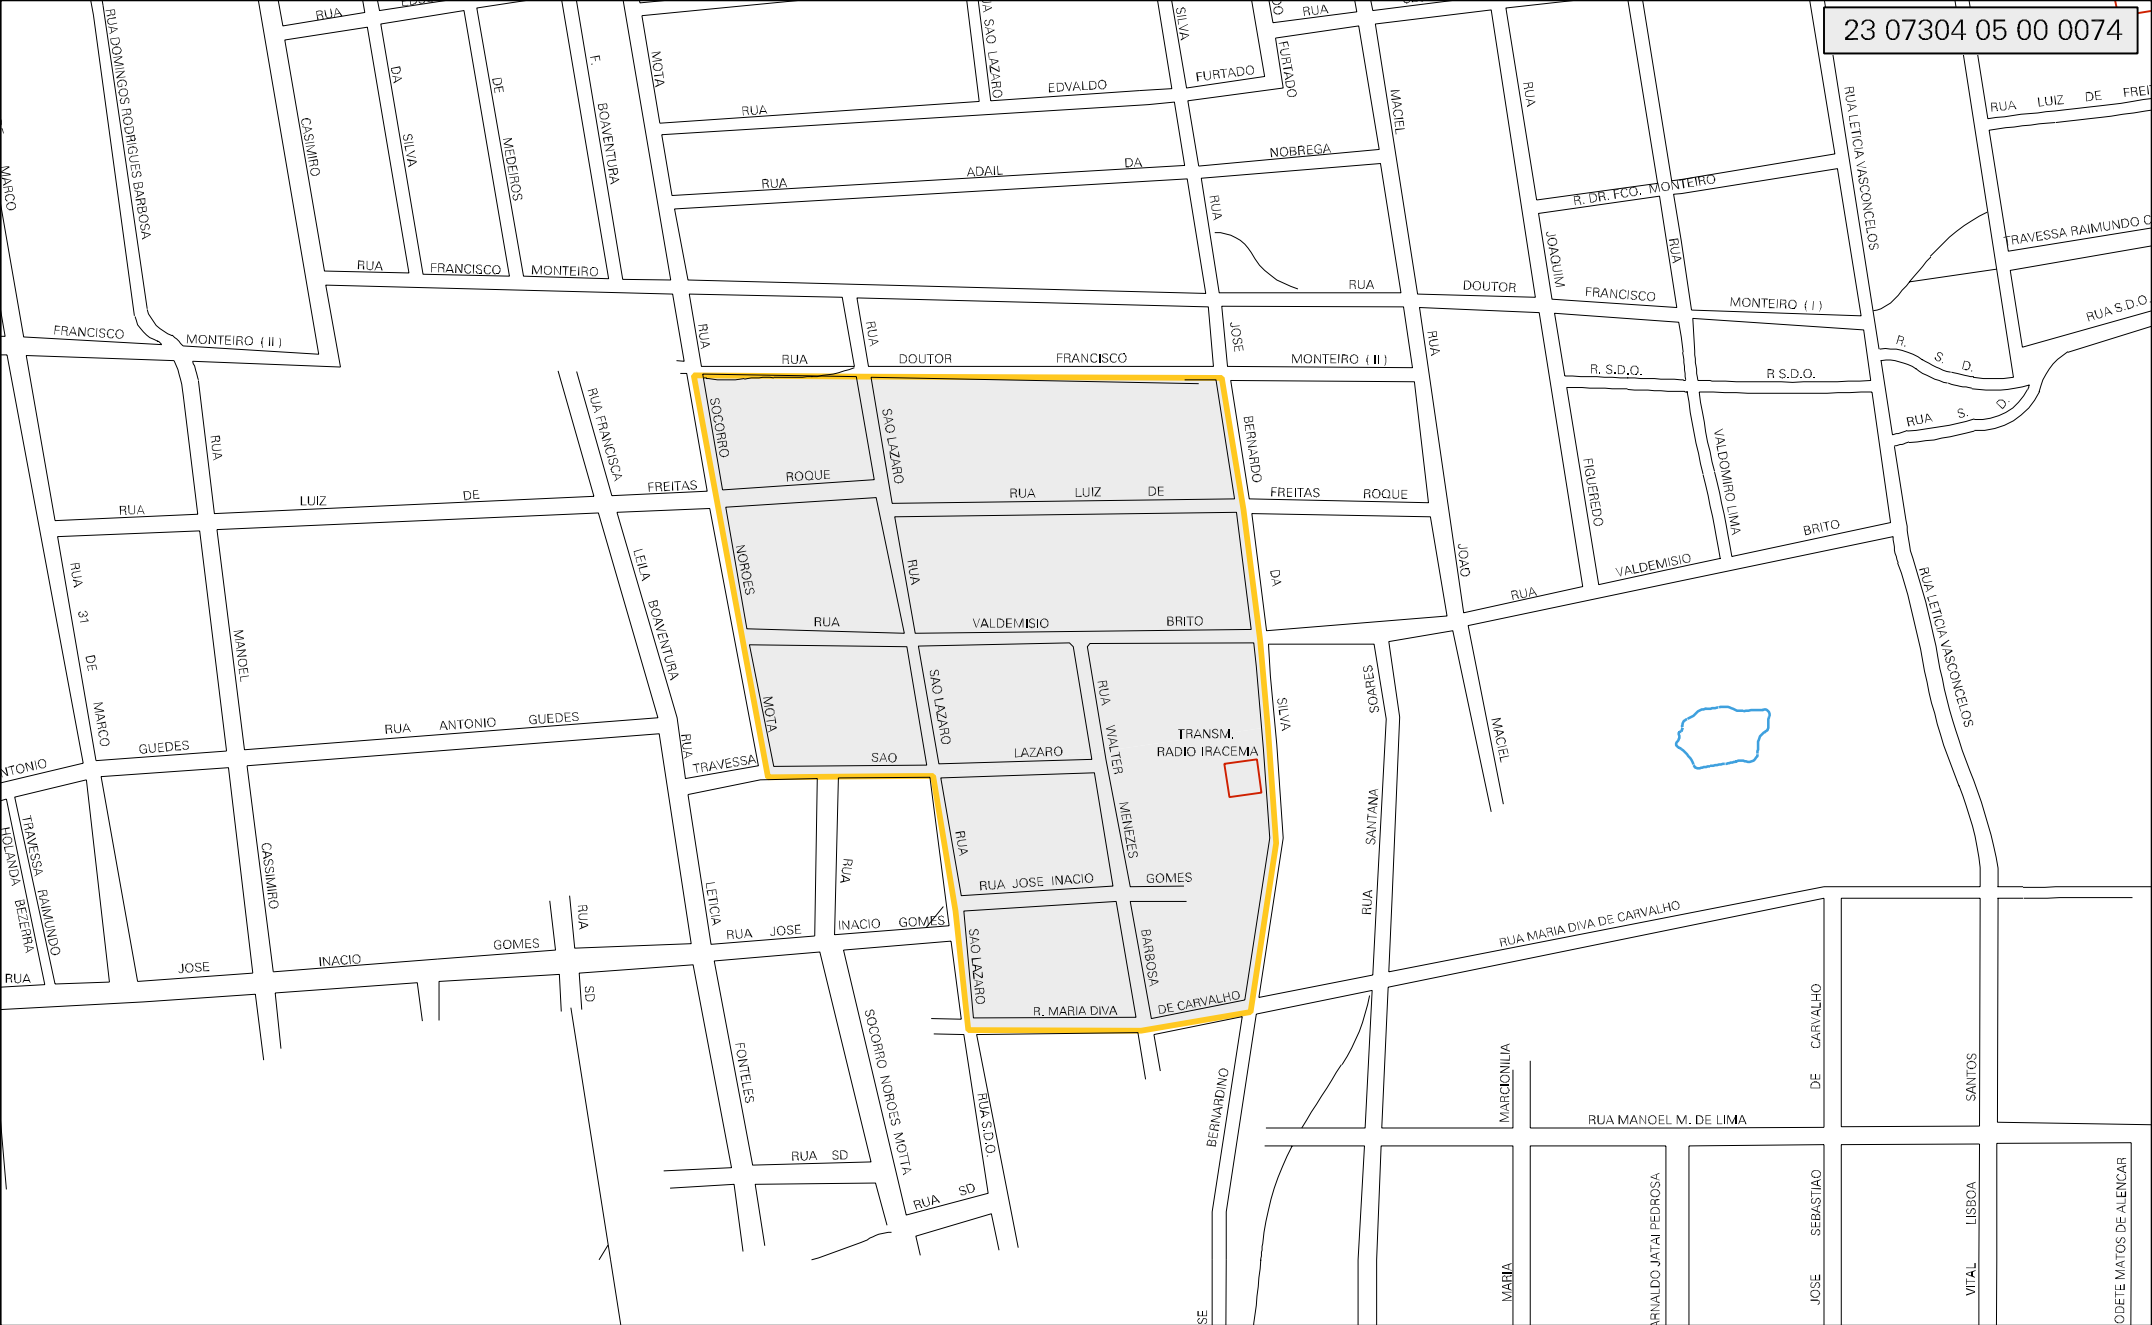 23 07304 05 00 0074
RUA
RUA DOMINGOS RODRIGUES BARBOSA
CASIMIRO
DA
SILVA
DE
MEDEIROS
F.
BOAVENTURA
MOTA
SAO LAZARO
SILVA
FURTADO
FURTADO
RUA
EDVALDO
RUA
MACIEL
RUA
RUA LETICIA VASCONCELOS
RUA LUIZ DE
MARCO
NOBREGA
DA
ADAIL
RUA
RUA
R. DR. FCO. MONTEIRO
JOAQUIM
RUA
TRAVESSA RAIMUNDO
RUA S.D.O.
RUA FRANCISCO MONTEIRO
RUA DOUTOR FRANCISCO MONTEIRO ( I )
FRANCISCO MONTEIRO ( II )
RUA
RUA
JOSE
RUA
RUA DOUTOR FRANCISCO MONTEIRO ( II )
R. S.D.O.
R S.D.O.
R. S. D.
RUA S. D.
RUA
RUA FRANCISCA
SOCORRO
SAO LAZARO
BERNARDO
FIGUEREDO
VALDOMIRO LIMA
RUA LUIZ DE FREITAS ROQUE
RUA LUIZ DE FREITAS ROQUE
BRITO
VALDEMISIO
RUA
RUA 31 DE MARCO
LEILA BOAVENTURA
NOROES
RUA
DA
JOAO
RUA LETICIA VASCONCELOS
RUA VALDEMISIO BRITO
MANOEL
MOTA
SAO LAZARO
RUA WALTER MENEZES
SILVA
SOARES
MACIEL
RUA ANTONIO GUEDES
GUEDES
RUA
TRAVESSA SAO LAZARO
TRANSM.
RADIO IRACEMA
SANTANA
RUA
HOLANDA BEZERRA
TRAVESSA RAIMUNDO
CASSIMIRO
LETICIA
RUA
RUA
RUA JOSE INACIO GOMES
RUA JOSE INACIO GOMES
RUA
GOMES
INACIO
JOSE
RUA
SD
SAO LAZARO
BARBOSA
RUA MARIA DIVA DE CARVALHO
R. MARIA DIVA DE CARVALHO
FONTELES
SOCORRO NOROES MOTTA
RUA S.D.O.
RUA SD
RUA SD
BERNARDINO
MARCIONILIA
MARIA
RUA MANOEL M. DE LIMA
CARVALHO
DE
SEBASTIAO
JOSE
SANTOS
LISBOA
VITAL
ARNALDO JATAI PEDROSA
ODETE MATOS DE ALENCAR